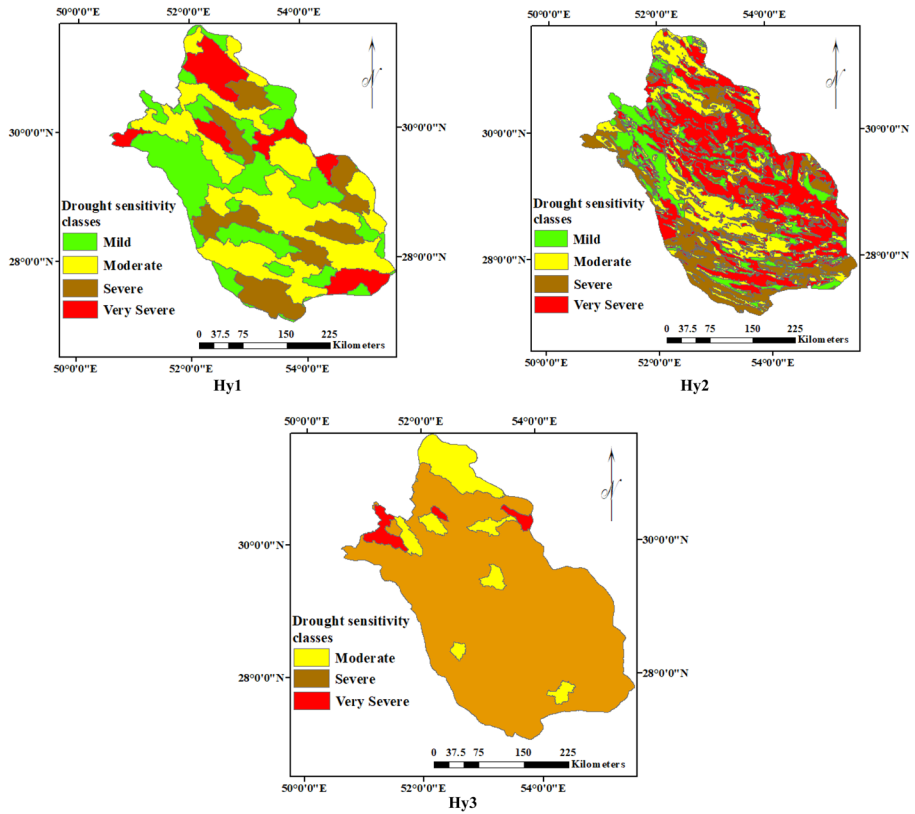 50°0'0"E 52°0'0"E 54°0'0"E
30°0'0"N 30°0'0"N
Drought sensitivity
classes
Mild
Moderate
Severe
Very Severe
28°0'0"N 28°0'0"N
0 37.5 75 150 225
Kilometers
50°0'0"E 52°0'0"E 54°0'0"E
Hy1
50°0'0"E 52°0'0"E 54°0'0"E
30°0'0"N 30°0'0"N
Drought sensitivity
classes
Mild
Moderate
Severe
Very Severe
28°0'0"N 28°0'0"N
0 37.5 75 150 225
Kilometers
50°0'0"E 52°0'0"E 54°0'0"E
Hy2
50°0'0"E 52°0'0"E 54°0'0"E
30°0'0"N 30°0'0"N
Drought sensitivity
classes
Moderate
Severe
Very Severe
28°0'0"N 28°0'0"N
0 37.5 75 150 225
Kilometers
50°0'0"E 52°0'0"E 54°0'0"E
Hy3
N
N
N